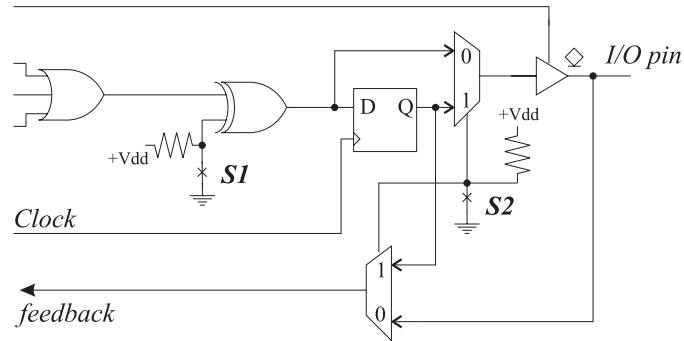 I/O pin
0
1
D Q
+Vdd
+Vdd
S1
S2
Clock
1
0
feedback